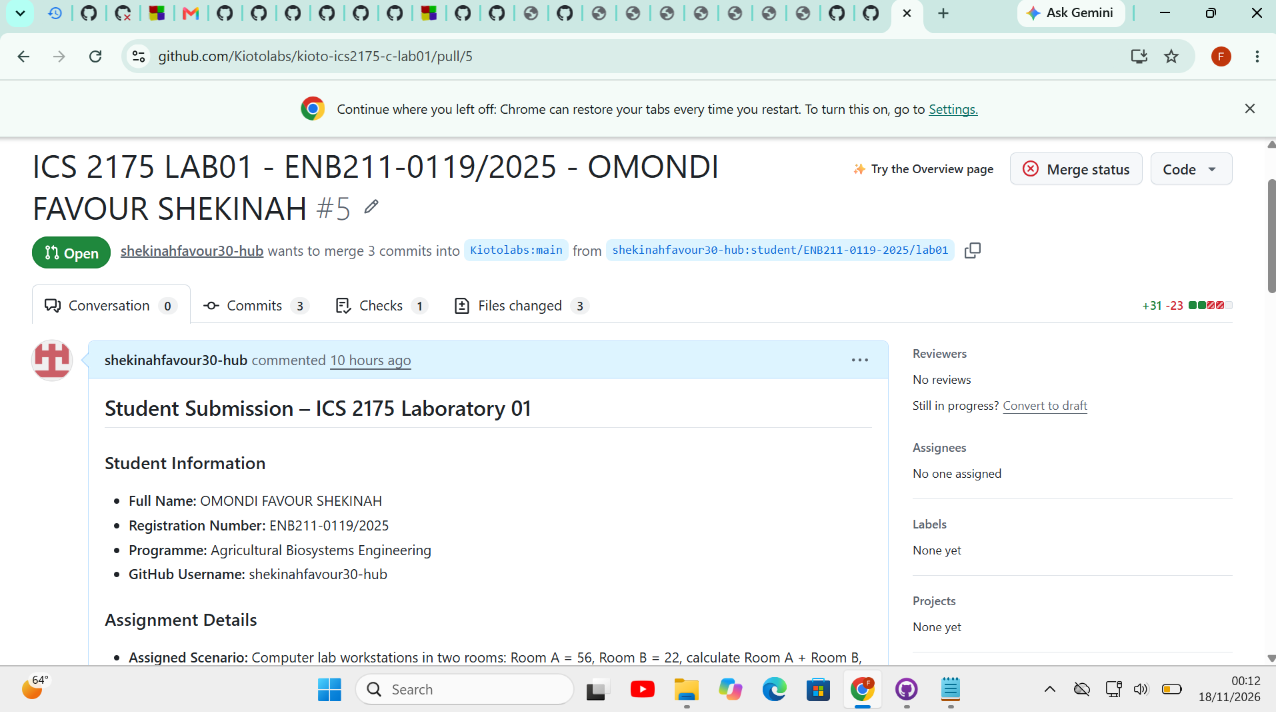 Ask Gemini
github.com/Kiotolabs/kioto-ics2175-c-lab01/pull/5
F
Continue where you left off: Chrome can restore your tabs every time you restart. To turn this on, go to Settings.
ICS 2175 LAB01 - ENB211-0119/2025 - OMONDI
FAVOUR SHEKINAH #5
Try the Overview page
Merge status
Code
Open
shekinahfavour30-hub wants to merge 3 commits into Kiotolabs:main from shekinahfavour30-hub:student/ENB211-0119-2025/lab01
Conversation 0
Commits 3
Checks 1
Files changed 3
+31 -23
shekinahfavour30-hub commented 10 hours ago
Student Submission – ICS 2175 Laboratory 01
Student Information
Full Name: OMONDI FAVOUR SHEKINAH
Registration Number: ENB211-0119/2025
Programme: Agricultural Biosystems Engineering
GitHub Username: shekinahfavour30-hub
Assignment Details
Assigned Scenario: Computer lab workstations in two rooms: Room A = 56, Room B = 22, calculate Room A + Room B,
Reviewers
No reviews
Still in progress? Convert to draft
Assignees
No one assigned
Labels
None yet
Projects
None yet
64°
Search
F
00:12
18/11/2026